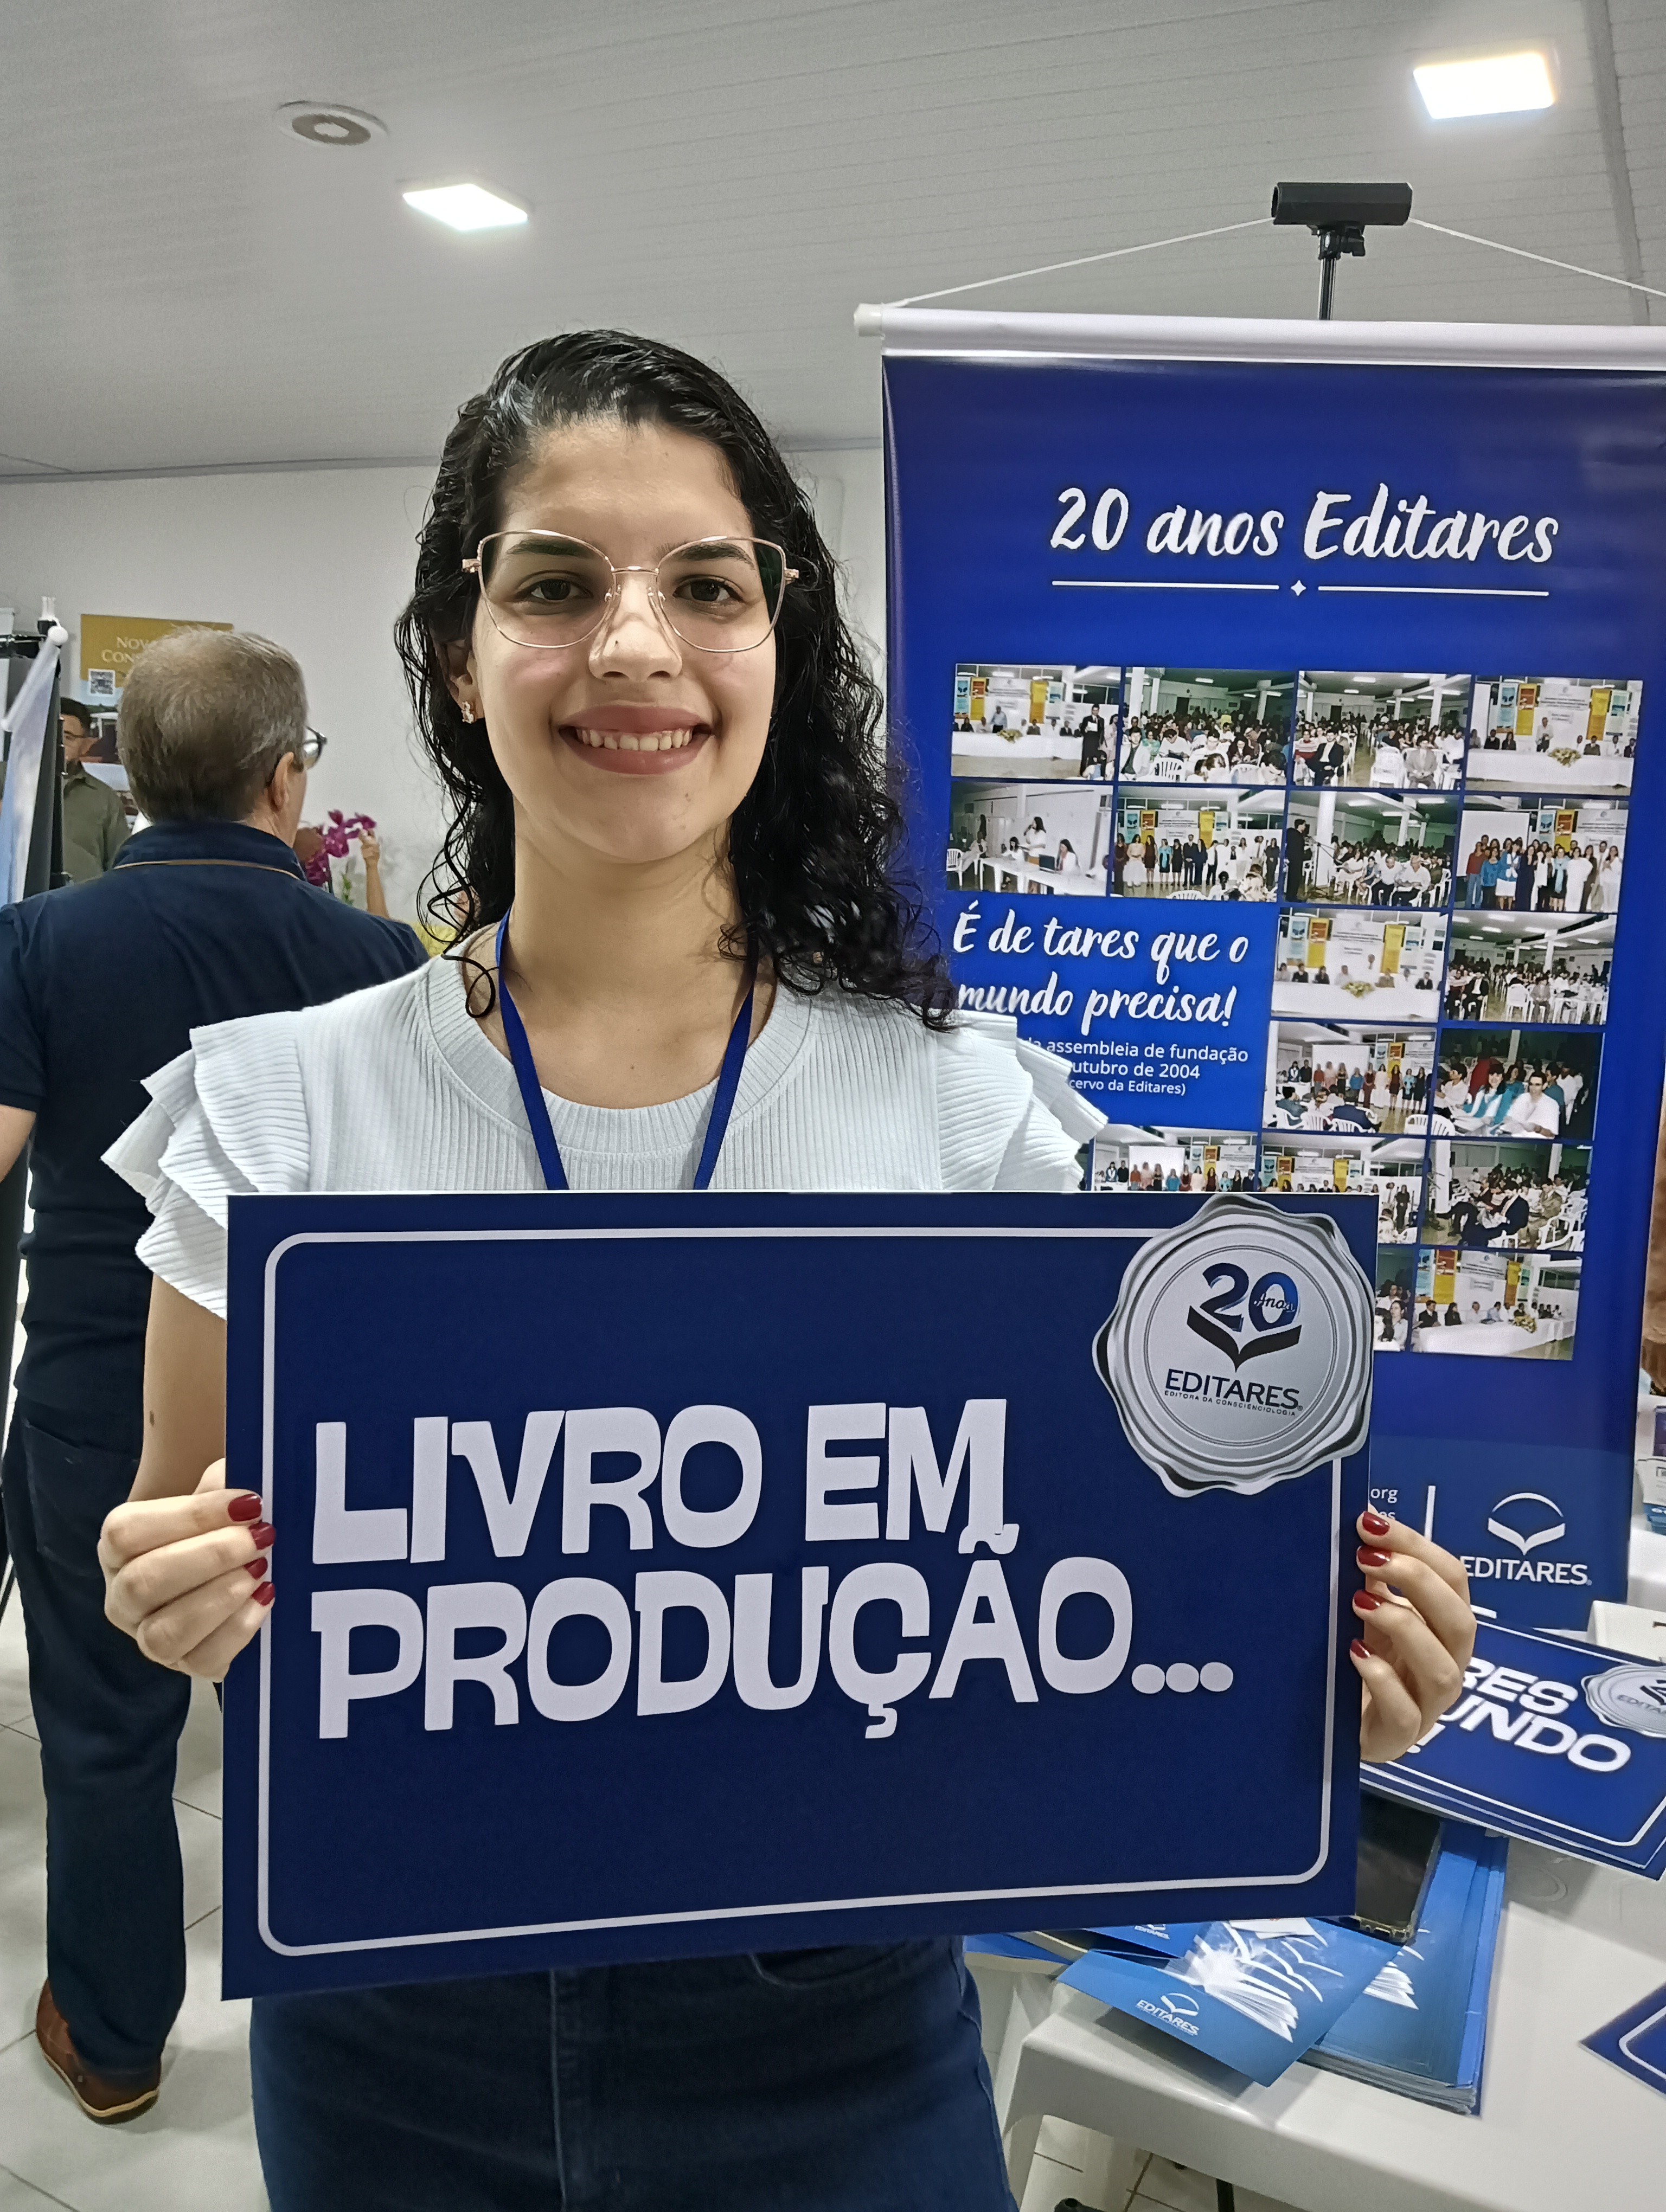 20 anos Editares
É de tares que o
mundo precisa!
assembleia de fundação
outubro de 2004
da Editares)
20
Anos
EDITARES
EDITORA DA CONSCIENCIOLOGIA
LIVRO EM
PRODUÇÃO...
org
EDITARES
EDITARES